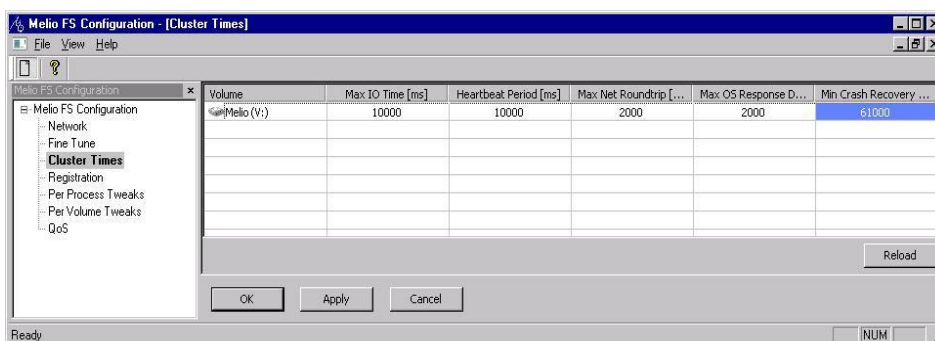 Melio FS Configuration - [Cluster Times]
File View Help
Melio FS Configuration
Melio FS Configuration
Network
Fine Tune
Cluster Times
Registration
Per Process Tweaks
Per Volume Tweaks
QoS
Volume Max IO Time [ms] Heartbeat Period [ms] Max Net Roundtrip [... Max OS Response D... Min Crash Recovery ...
Melio (V:) 10000 10000 2000 2000 61000
Reload
OK Apply Cancel
Ready NUM